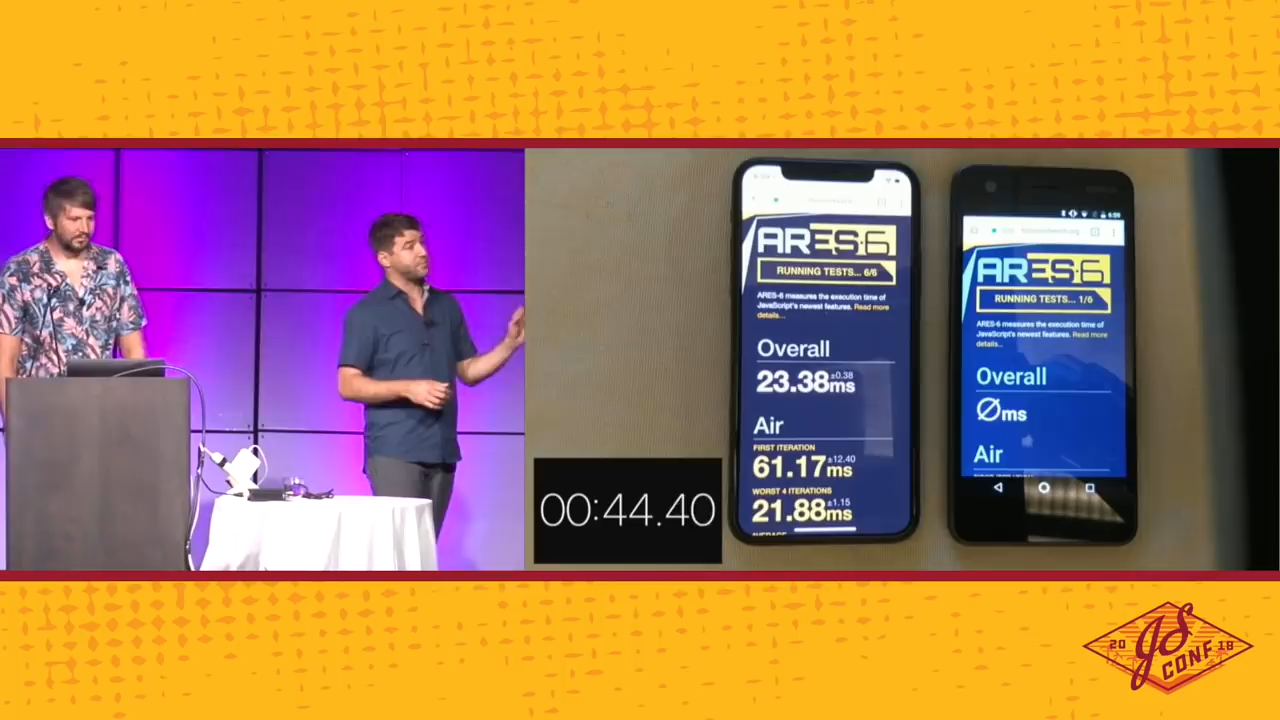 ARES-6
RUNNING TESTS... 6/6
ARES-6 measures the execution time of
JavaScript's newest features. Read more
details...
Overall
23.38ms
±0.38
Air
FIRST ITERATION
61.17ms
±12.40
WORST 4 ITERATIONS
21.88ms
±1.15
AVERAGE
00:44.40
6:59
ARES-6
RUNNING TESTS... 1/6
ARES-6 measures the execution time of
JavaScript's newest features. Read more
details...
Overall
Øms
Air
20 JS CONF 18